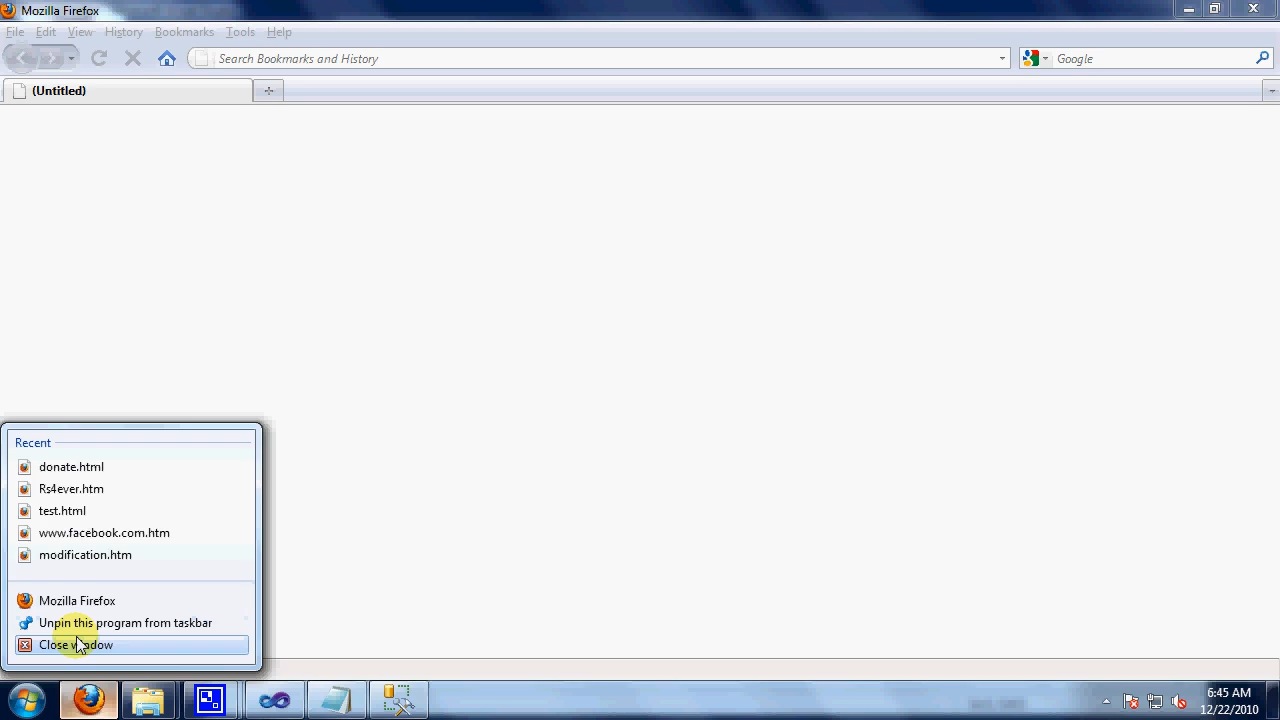 Mozilla Firefox
File Edit View History Bookmarks Tools Help
Search Bookmarks and History
Google
(Untitled)
Recent
donate.html
Rs4ever.htm
test.html
www.facebook.com.htm
modification.htm
Mozilla Firefox
Unpin this program from taskbar
Close window
6:45 AM
12/22/2010